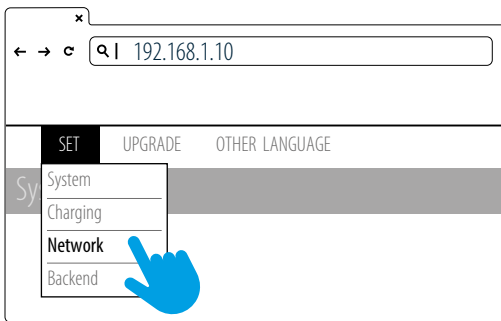 192.168.1.10
SET UPGRADE OTHER LANGUAGE
Sy
System
Charging
Network
Backend